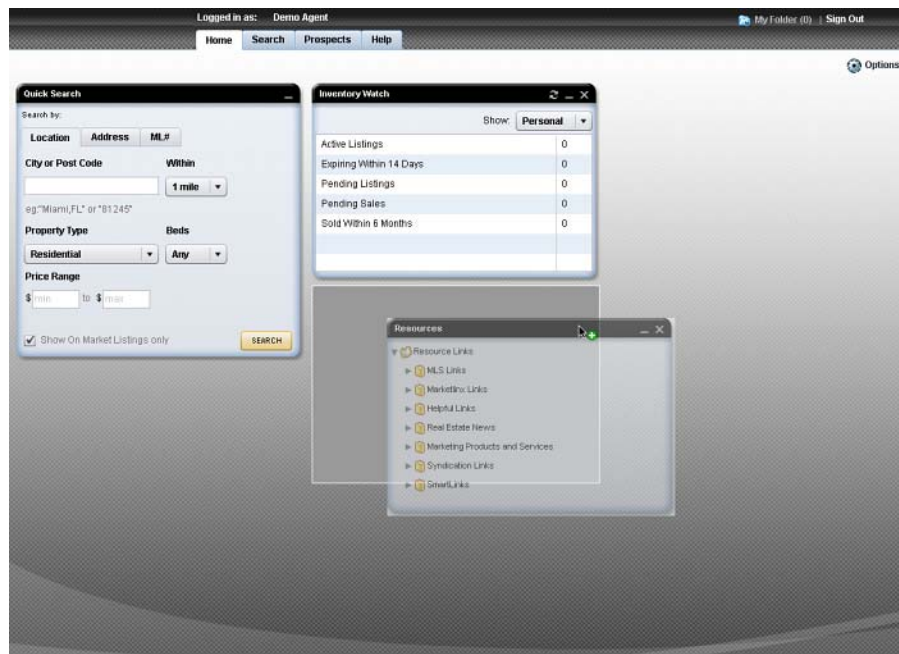 Logged in as: Demo Agent
My Folder (0) | Sign Out
Home Search Prospects Help
Options
Quick Search
Search by:
Location Address ML#
City or Post Code Within
1 mile
eg:"Miami,FL" or "81245"
Property Type Beds
Residential Any
Price Range
$ min to $ max
Show On Market Listings only SEARCH
Inventory Watch
Show: Personal
Active Listings 0
Expiring Within 14 Days 0
Pending Listings 0
Pending Sales 0
Sold Within 6 Months 0
Resources
Resource Links
MLS Links
Marketlinx Links
Helpful Links
Real Estate News
Marketing Products and Services
Syndication Links
SmartLinks